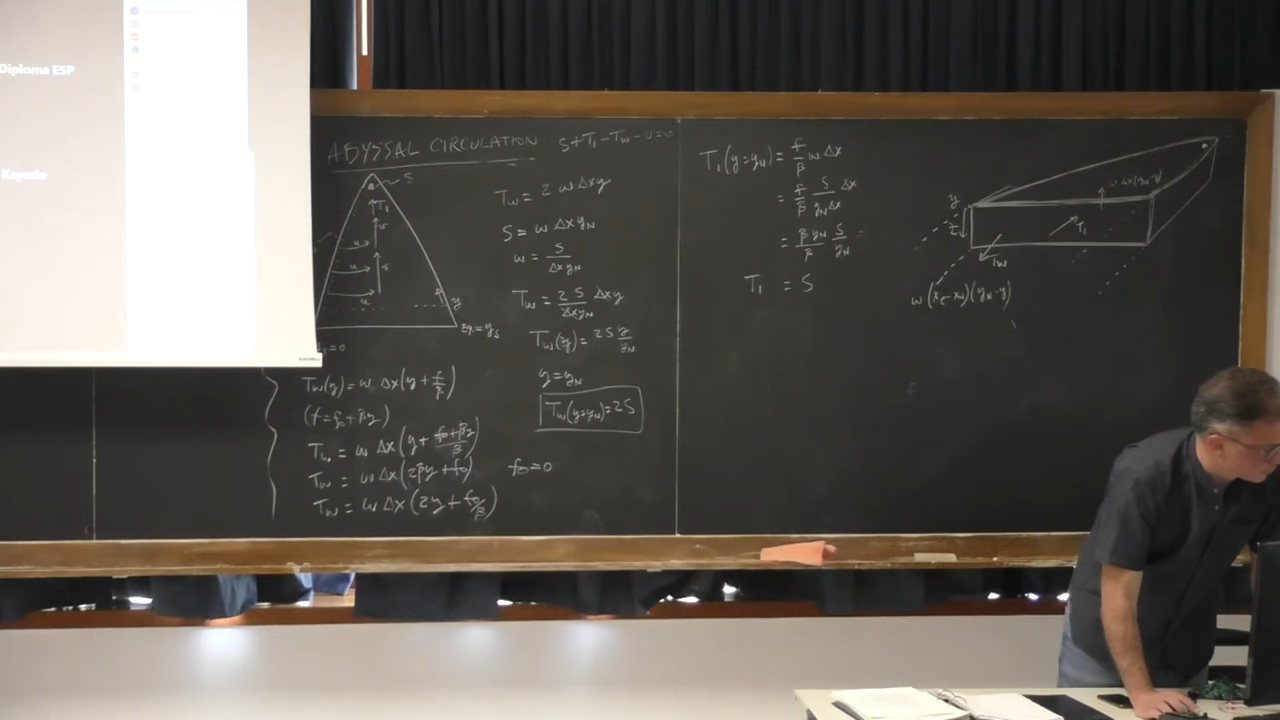 Diploma ESP
Kayode
ABYSSAL CIRCULATION
S+T₁-T_w-U=0
S
T₁
v
u
v
u
u
y
Eq.=y_s
T_w = 2 w Δx y
S = w Δx y_N
w = S/(Δx y_N)
T_w = (2S/(Δx y_N)) Δx y
T_w(y) = 2S y/y_N
y = y_N
T_w(y=y_N) = 2S
T_w(y) = w Δx (y + f/β)
(f = f₀ + βy)
T_w = w Δx (y + (f₀+βy)/β)
T_w = w Δx (2βy + f₀)
f₀ = 0
T_w = w Δx (2y + f₀/β)
T₁(y=y_N) = f/β w Δx
= f/β S/(y_N Δx) Δx
= (β y_N)/β S/y_N =
T₁ = S
y
T₁
T_w
w(x_E-x_W)(y_N-y)